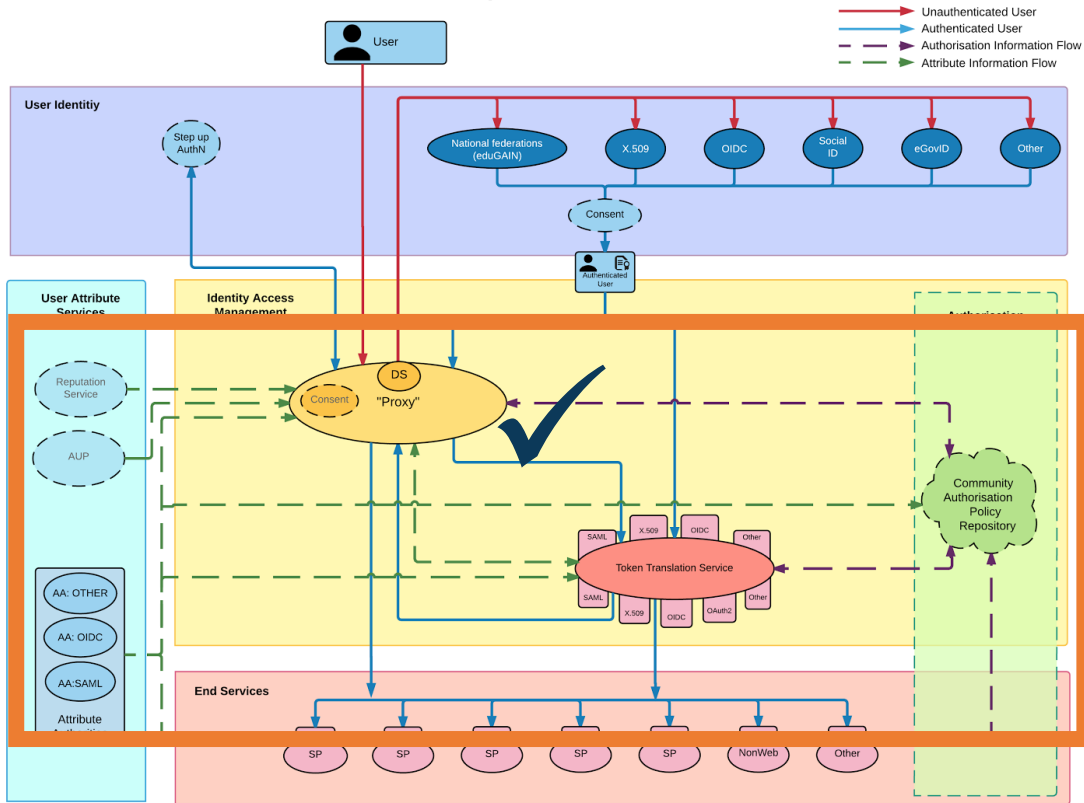 Unauthenticated User
Authenticated User
Authorisation Information Flow
Attribute Information Flow
User
User Identitiy
Step up
AuthN
National federations
(eduGAIN)
X.509
OIDC
Social
ID
eGovID
Other
Consent
Authenticated
User
User Attribute
Services
Identity Access
Management
Authorisation
Reputation
Service
AUP
DS
Consent
"Proxy"
Community
Authorisation
Policy
Repository
SAML
X.509
OIDC
Other
Token Translation Service
SAML
X.509
OIDC
OAuth2
Other
AA: OTHER
AA: OIDC
AA:SAML
Attribute
Authorities
End Services
SP
SP
SP
SP
SP
NonWeb
Other